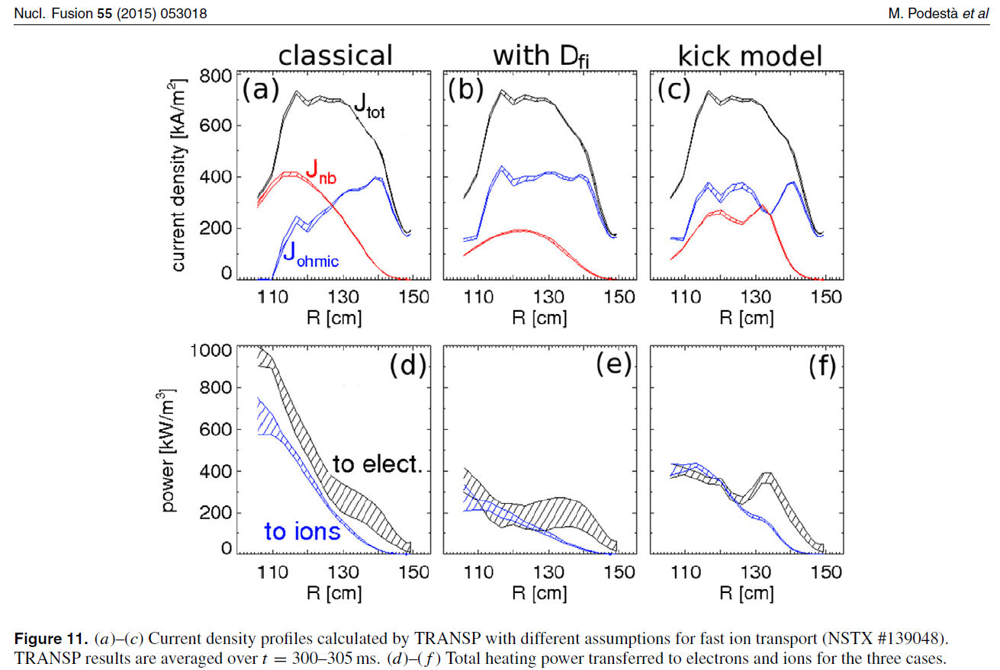 Nucl. Fusion 55 (2015) 053018
M. Podestà et al
classical
with Dfi
kick model
current density [kA/m²]
800
600
400
200
0
(a)
Jtot
Jnb
Johmic
(b)
(c)
110 130 150
110 130 150
110 130 150
R [cm]
R [cm]
R [cm]
power [kW/m³]
1000
800
600
400
200
0
(d)
to elect.
to ions
(e)
(f)
110 130 150
110 130 150
110 130 150
R [cm]
R [cm]
R [cm]
Figure 11. (a)–(c) Current density profiles calculated by TRANSP with different assumptions for fast ion transport (NSTX #139048).
TRANSP results are averaged over t = 300–305 ms. (d)–(f) Total heating power transferred to electrons and ions for the three cases.